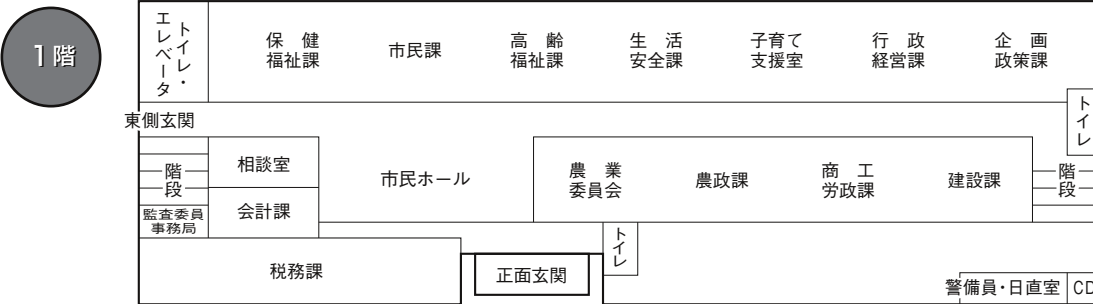 1階
トイレ・
エレベータ
保健
福祉課
市民課
高齢
福祉課
生活
安全課
子育て
支援室
行政
経営課
企画
政策課
トイレ
東側玄関
階段
相談室
市民ホール
農業
委員会
農政課
商工
労政課
建設課
階段
監査委員
事務局
会計課
トイレ
税務課
正面玄関
警備員・日直室
CD